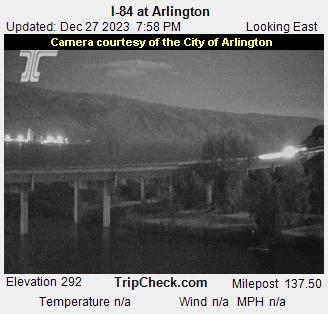 I-84 at Arlington
Updated: Dec 27 2023 7:58 PM Looking East
Camera courtesy of the City of Arlington
Elevation 292 TripCheck.com Milepost 137.50
Temperature n/a Wind n/a MPH n/a